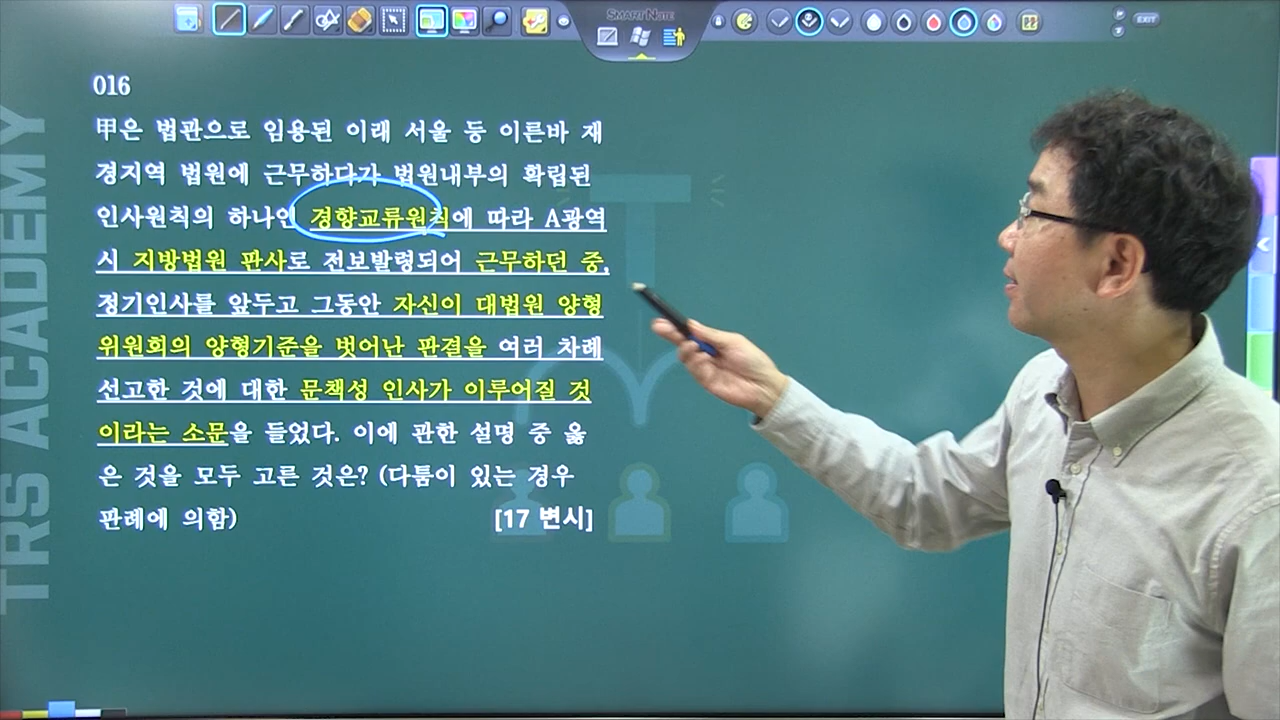 SMART NOTE
EXIT
016
甲은 법관으로 임용된 이래 서울 등 이른바 재
경지역 법원에 근무하다가 법원내부의 확립된
인사원칙의 하나인 경향교류원칙에 따라 A광역
시 지방법원 판사로 전보발령되어 근무하던 중,
정기인사를 앞두고 그동안 자신이 대법원 양형
위원회의 양형기준을 벗어난 판결을 여러 차례
선고한 것에 대한 문책성 인사가 이루어질 것
이라는 소문을 들었다. 이에 관한 설명 중 옳
은 것을 모두 고른 것은? (다툼이 있는 경우
판례에 의함) [17 변시]
TRS ACADEMY